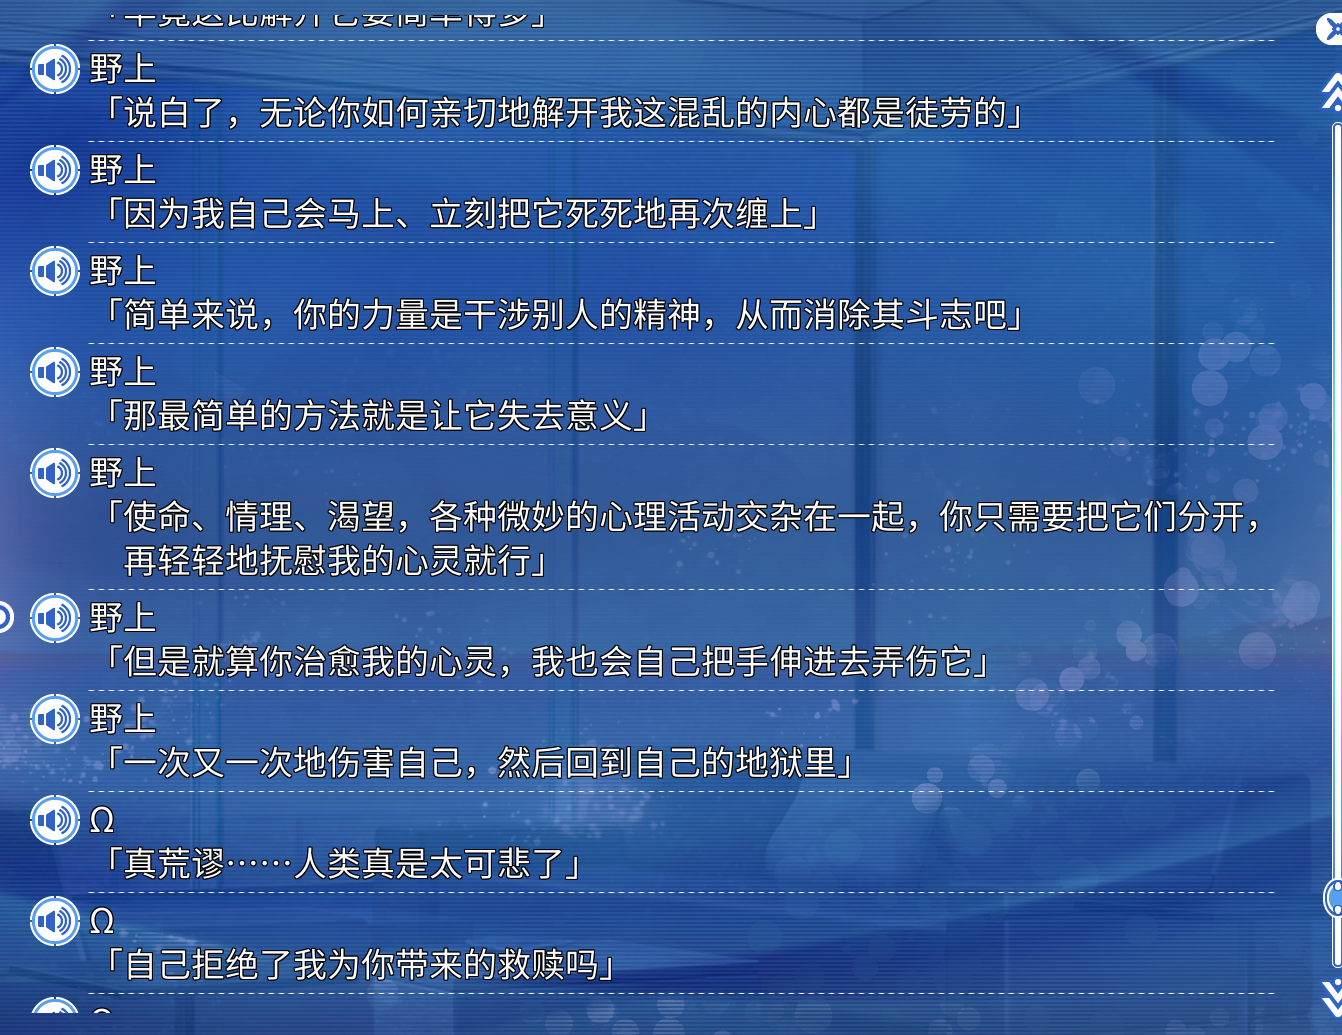 野上
「说白了，无论你如何亲切地解开我这混乱的内心都是徒劳的」
野上
「因为我自己会马上、立刻把它死死地再次缠上」
野上
「简单来说，你的力量是干涉别人的精神，从而消除其斗志吧」
野上
「那最简单的方法就是让它失去意义」
野上
「使命、情理、渴望，各种微妙的心理活动交杂在一起，你只需要把它们分开，
再轻轻地抚慰我的心灵就行」
野上
「但是就算你治愈我的心灵，我也会自己把手伸进去弄伤它」
野上
「一次又一次地伤害自己，然后回到自己的地狱里」
Ω
「真荒谬……人类真是太可悲了」
Ω
「自己拒绝了我为你带来的救赎吗」